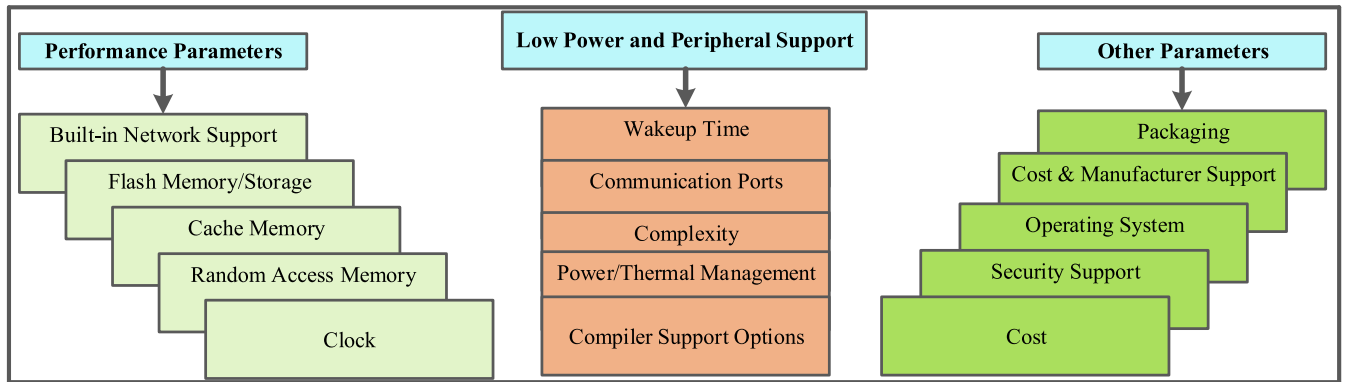 Performance Parameters
Built-in Network Support
Flash Memory/Storage
Cache Memory
Random Access Memory
Clock
Low Power and Peripheral Support
Wakeup Time
Communication Ports
Complexity
Power/Thermal Management
Compiler Support Options
Other Parameters
Packaging
Cost & Manufacturer Support
Operating System
Security Support
Cost